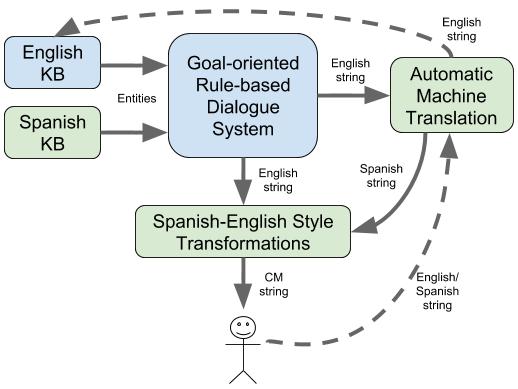 English
string
English
KB
Goal-oriented
Rule-based
Dialogue
System
English
string
Automatic
Machine
Translation
Entities
Spanish
KB
English
string
Spanish
string
Spanish-English Style
Transformations
CM
string
English/
Spanish
string